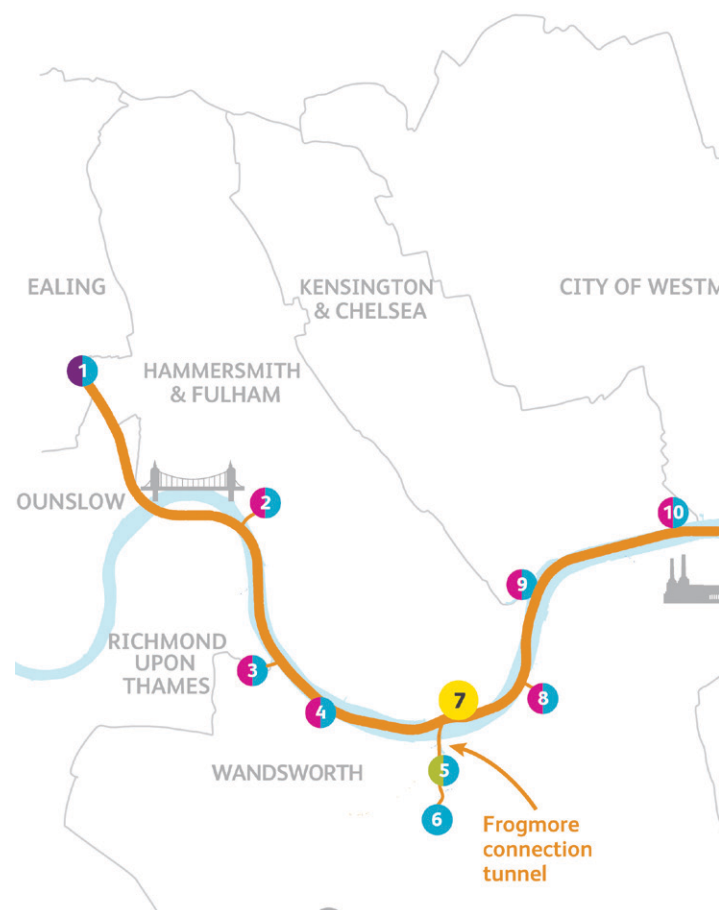 EALING
KENSINGTON
& CHELSEA
CITY OF WESTM
1
HAMMERSMITH
& FULHAM
OUNSLOW
2
10
9
RICHMOND
UPON
THAMES
3
4
7
8
WANDSWORTH
5
6
Frogmore
connection
tunnel